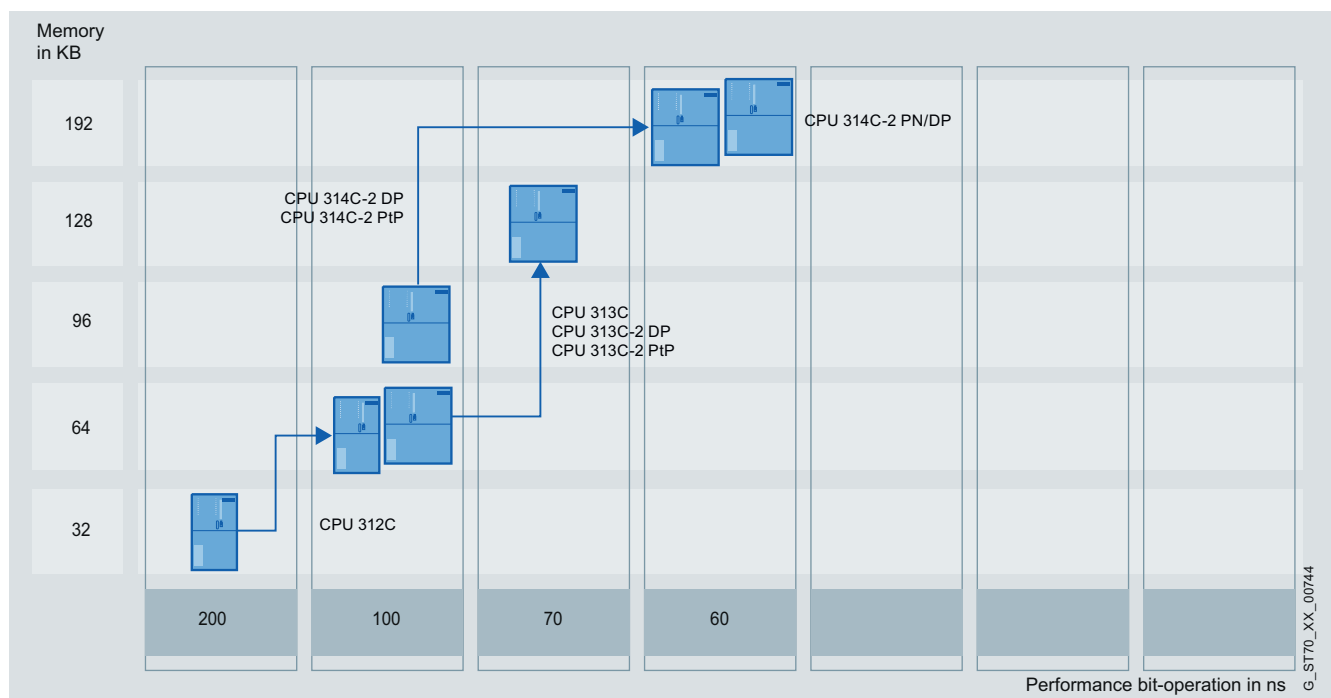 Memory
in KB
192
CPU 314C-2 PN/DP
CPU 314C-2 DP
CPU 314C-2 PtP
128
96
CPU 313C
CPU 313C-2 DP
CPU 313C-2 PtP
64
32
CPU 312C
200
100
70
60
Performance bit-operation in ns
G_ST70_XX_00744